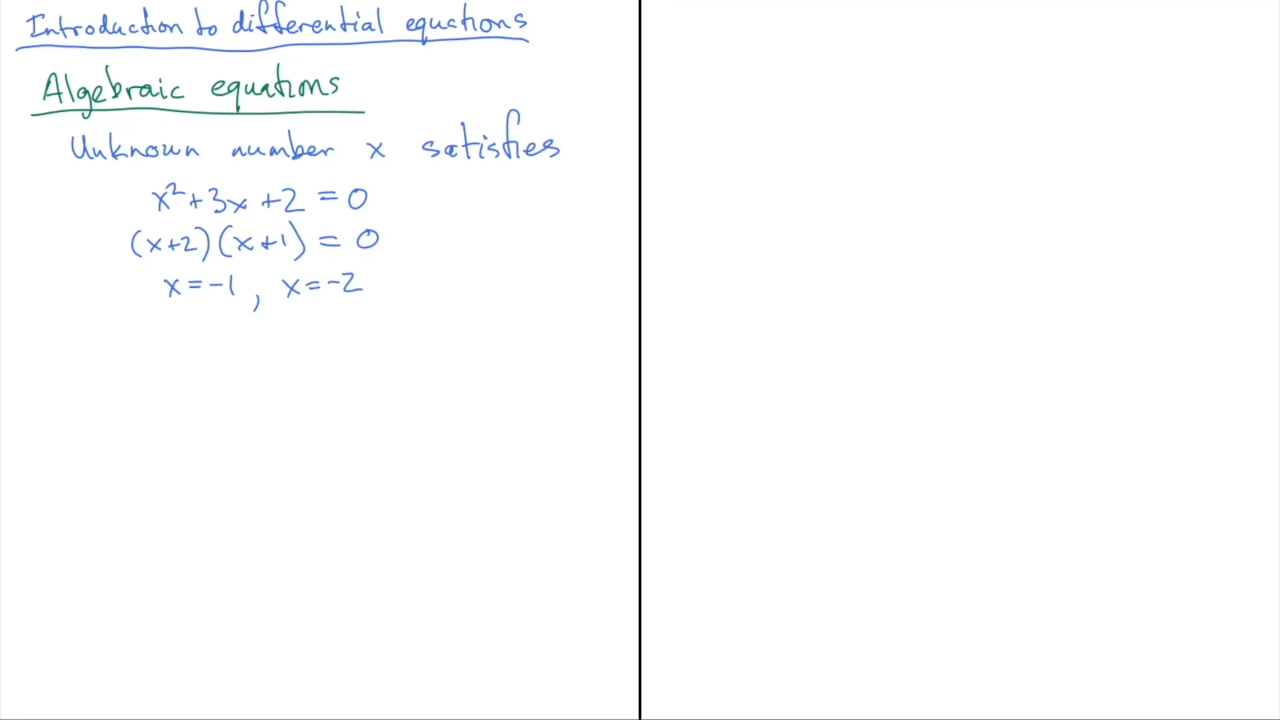 Introduction to differential equations
Algebraic equations
Unknown number x satisfies
x² + 3x + 2 = 0
(x+2)(x+1) = 0
x = -1 , x = -2